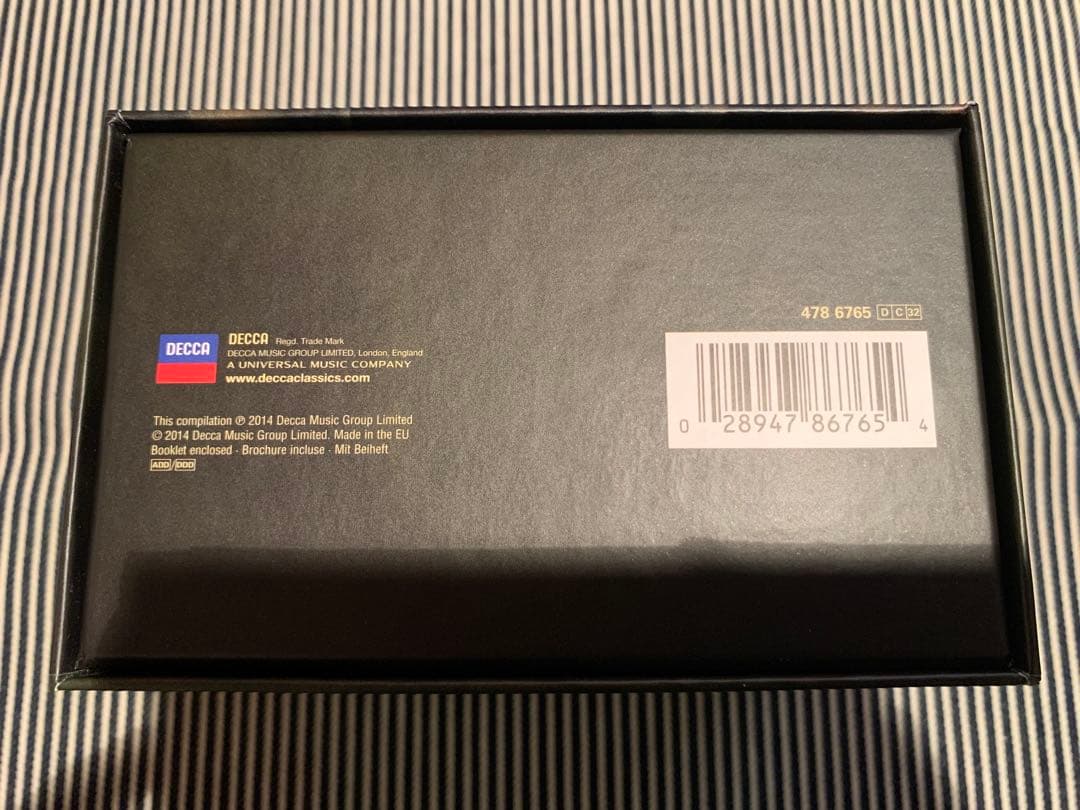 DECCA
DECCA Regd. Trade Mark
DECCA MUSIC GROUP LIMITED, London, England
A UNIVERSAL MUSIC COMPANY
www.deccaclassics.com
This compilation ℗ 2014 Decca Music Group Limited
© 2014 Decca Music Group Limited. Made in the EU
Booklet enclosed · Brochure incluse · Mit Beiheft
ADD/DDD
478 6765 D C 32
0 28947 86765 4